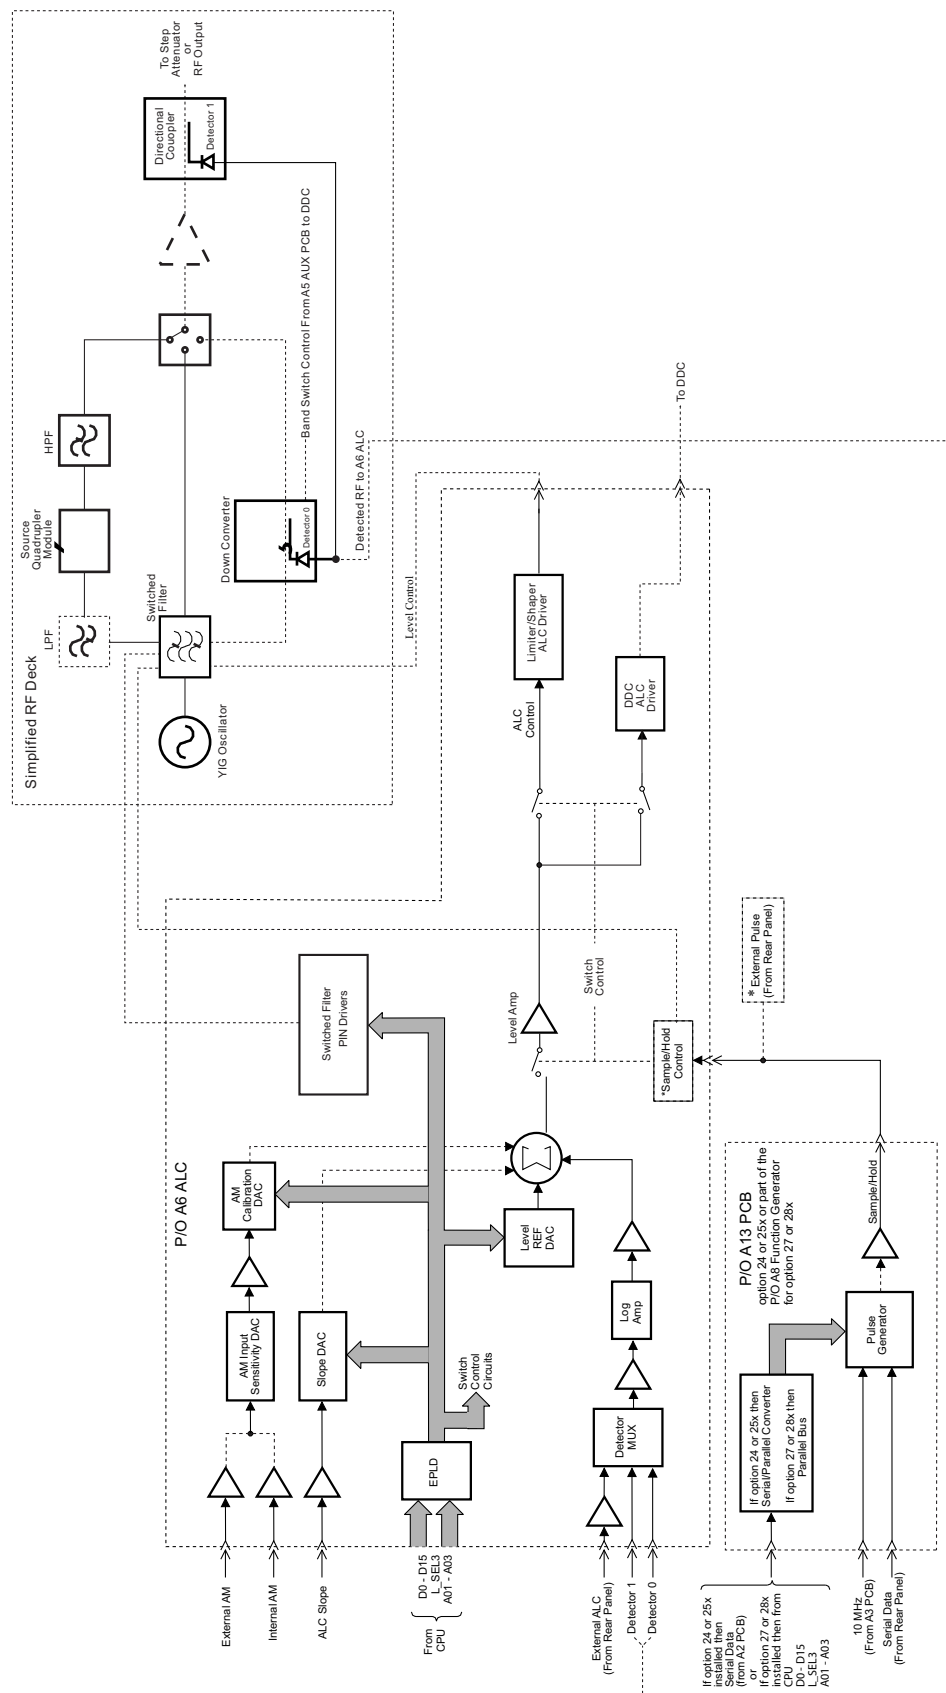 Simplified RF Deck
YIG Oscillator
Switched
Filter
LPF
Source
Quadrupler
Module
HPF
Down Converter
Detector 0
Directional
Couopler
Detector 1
To Step
Attenuator
or
RF Output
Band Switch Control From A5 AUX PCB to DDC
Detected RF to A6 ALC
Level Control
To DDC
P/O A6 ALC
External AM
Internal AM
ALC Slope
AM Input
Sensitivity DAC
AM
Calibration
DAC
Slope DAC
Switched Filter
PIN Drivers
From
CPU
D0 - D15
L_SEL3
A01 - A03
EPLD
Switch
Control
Circuits
Level
REF
DAC
Level Amp
Switch
Control
ALC
Control
Limiter/Shaper
ALC Driver
DDC
ALC
Driver
External ALC
(From Rear Panel)
Detector 1
Detector 0
Detector
MUX
Log
Amp
*Sample/Hold
Control
* External Pulse
(From Rear Panel)
P/O A13 PCB
option 24 or 25x or part of the
P/O A8 Function Generator
for option 27 or 28x
If option 24 or 25x
installed then
Serial Data
(from A2 PCB)
or
If option 27 or 28x
installed then from
CPU
D0 - D15
L_SEL3
A01 - A03
If option 24 or 25x then
Serial/Parallel Converter
If option 27 or 28x then
Parallel Bus
Pulse
Generator
Sample/Hold
10 MHz
(From A3 PCB)
Serial Data
(From Rear Panel)